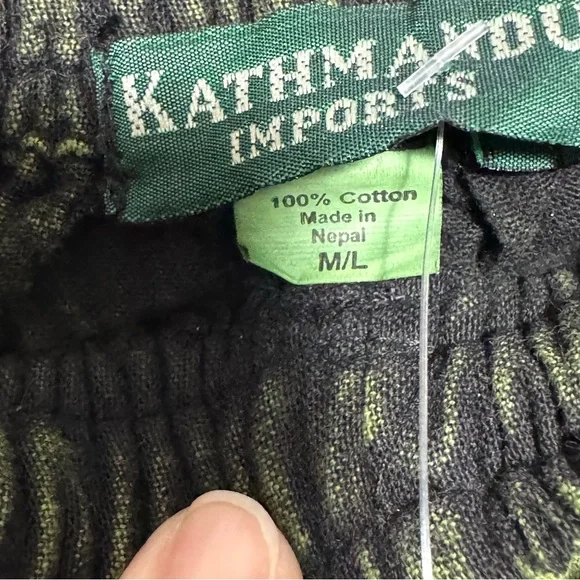 KATHMANDU
IMPORTS
100% Cotton
Made in
Nepal
M/L